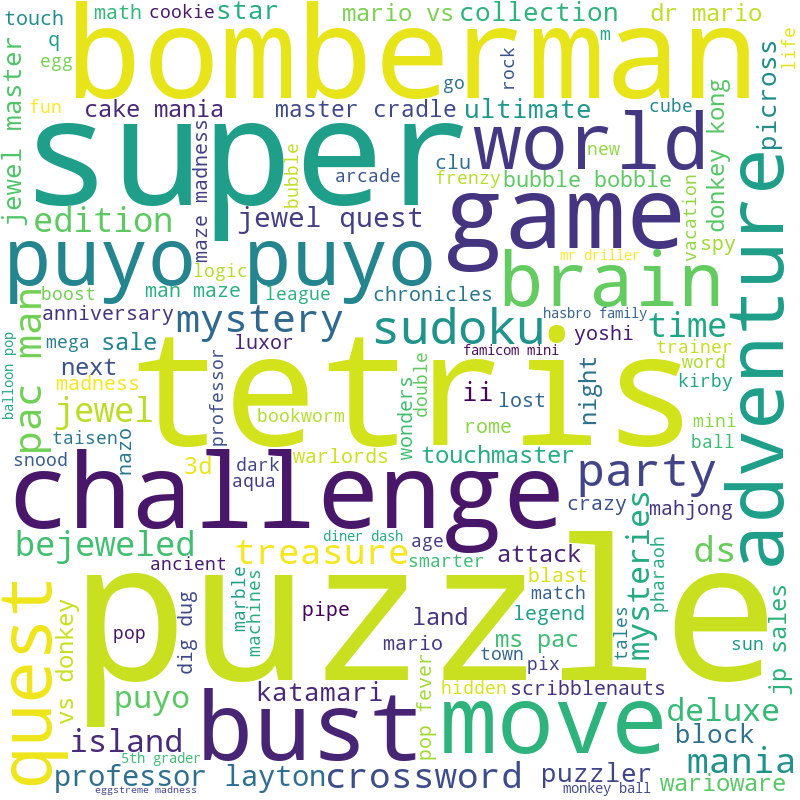 touch
math
cookie
star
mario vs
collection
dr mario
q
egg
bomberman
m
life
jewel master
go
rock
picross
fun
cake mania
master cradle
ultimate
cube
donkey kong
super
world
maze madness
bubble
arcade
clu
new
frenzy
bubble bobble
vacation
edition
jewel quest
game
spy
adventure
puyo puyo
logic
mr driller
brain
boost
man maze
league
chronicles
pac man
anniversary
mystery
hasbro family
sudoku
time
balloon pop
mega
sale
luxor
yoshi
famicom mini
trainer
next
professor
tetris
double
night
word
madness
ii
lost
kirby
jewel
bookworm
wonders
rome
mini
taisen
nazo
ball
snood
3d
dark
warlords
touchmaster
party
aqua
challenge
crazy
mahjong
mysteries
diner dash
bejeweled
treasure
age
attack
ds
ancient
smarter
blast
pharaoh
quest
puzzle
marble
machines
match
vs donkey
dig dug
pipe
land
legend
jp sales
pop
mario
ms pac
tales
town
sun
pix
puyo
bust
katamari
pop fever
hidden
scribblenauts
move
deluxe
island
block
5th grader
mania
professor layton
crossword
puzzler
warioware
eggstreme madness
monkey ball